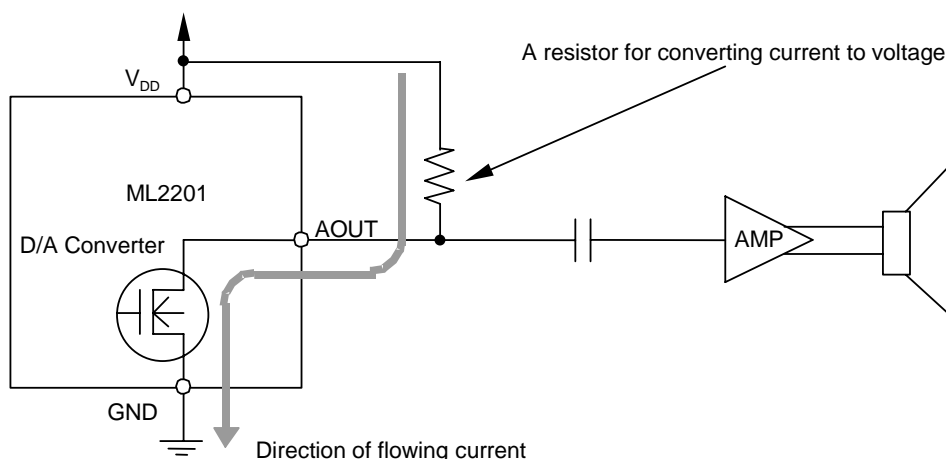 A resistor for converting current to voltage
VDD
ML2201
D/A Converter
AOUT
AMP
GND
Direction of flowing current